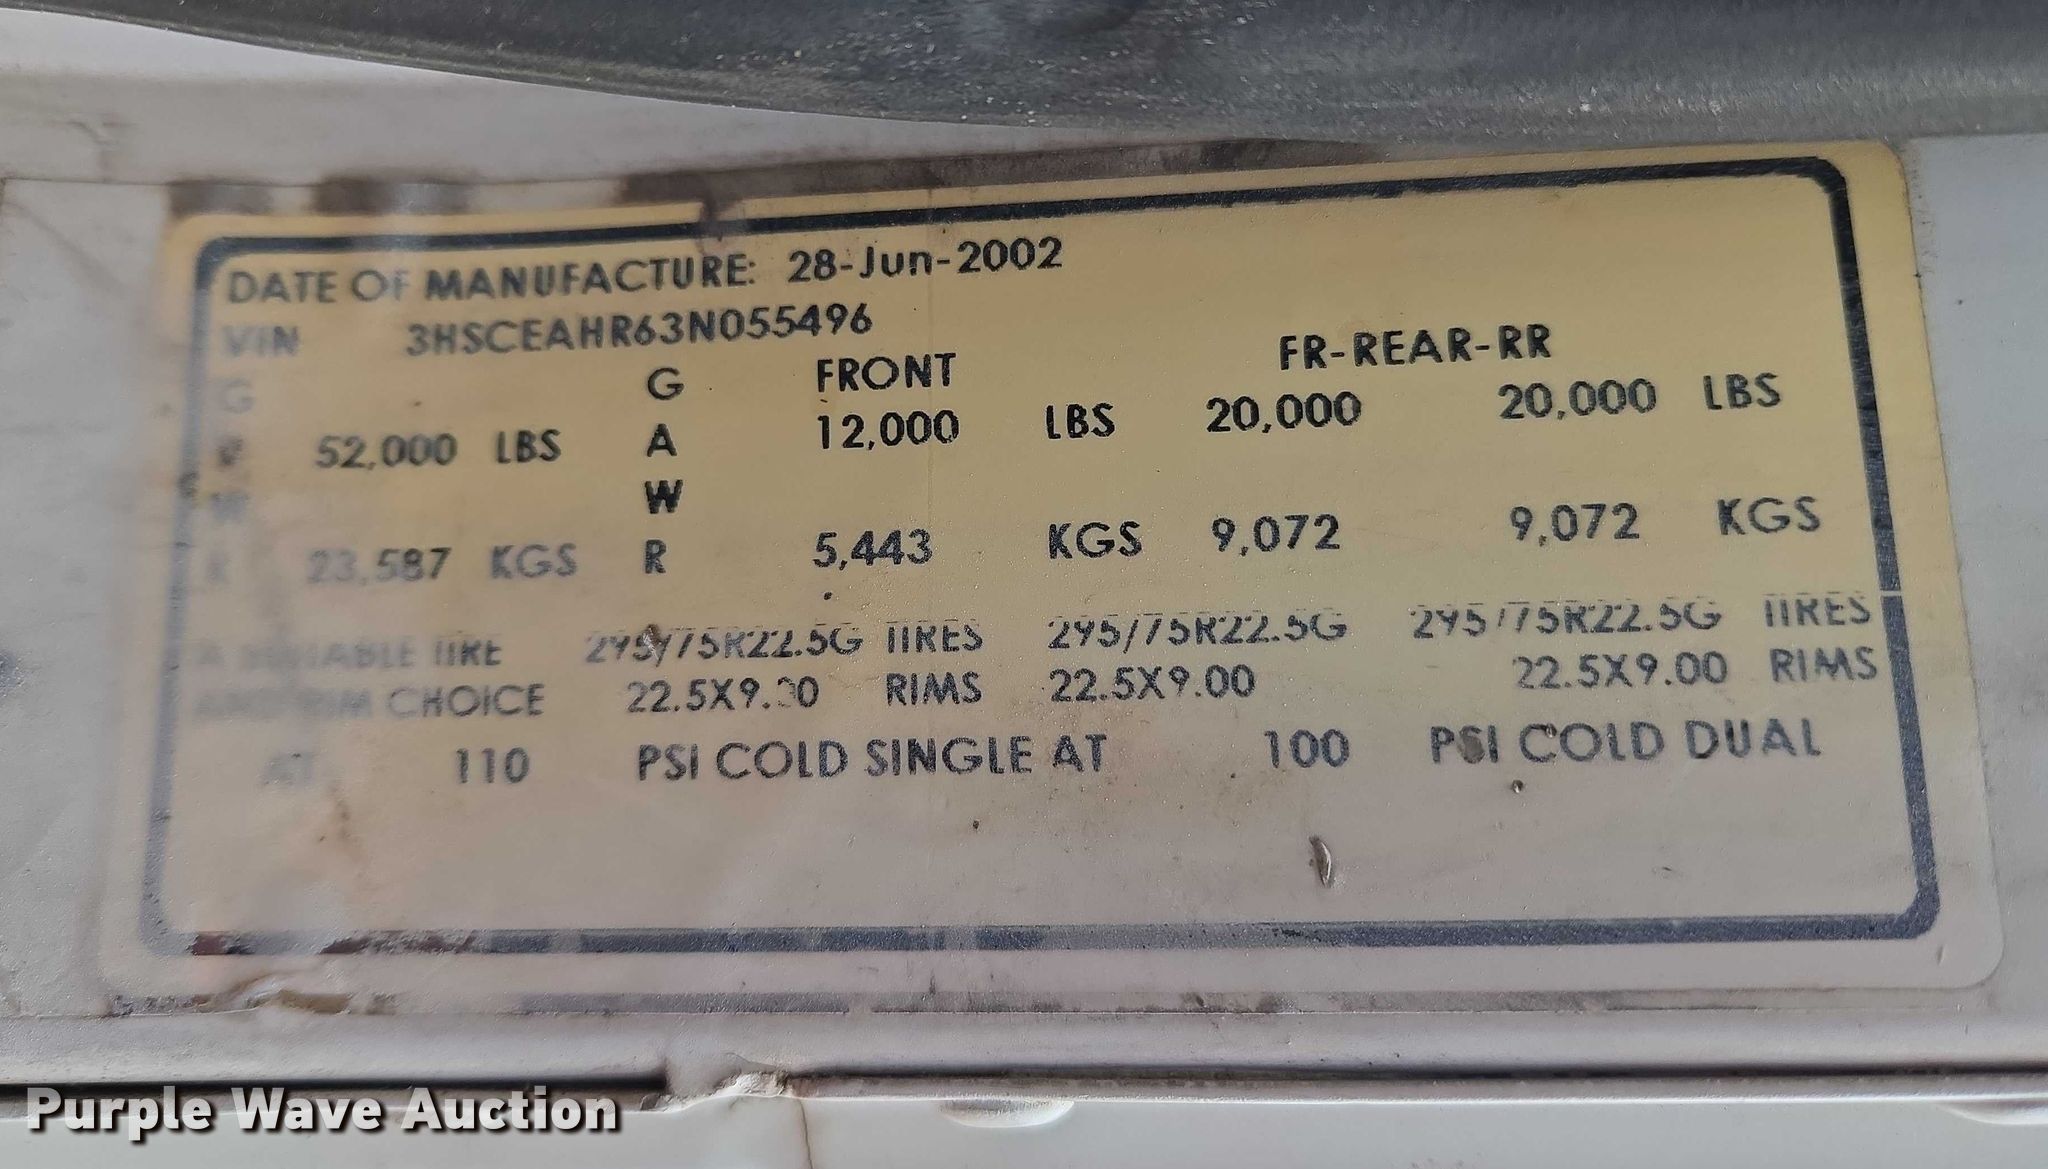 DATE OF MANUFACTURE: 28-Jun-2002
VIN 3HSCEAHR63N055496
G G FRONT FR-REAR-RR
W 52,000 LBS A 12,000 LBS 20,000 20,000 LBS
W W
R 23,587 KGS R 5,443 KGS 9,072 9,072 KGS
TIRE 295/75R22.5G TIRES 295/75R22.5G 295/75R22.5G TIRES
AND RIM CHOICE 22.5X9.00 RIMS 22.5X9.00 22.5X9.00 RIMS
AT 110 PSI COLD SINGLE AT 100 PSI COLD DUAL
Purple Wave Auction